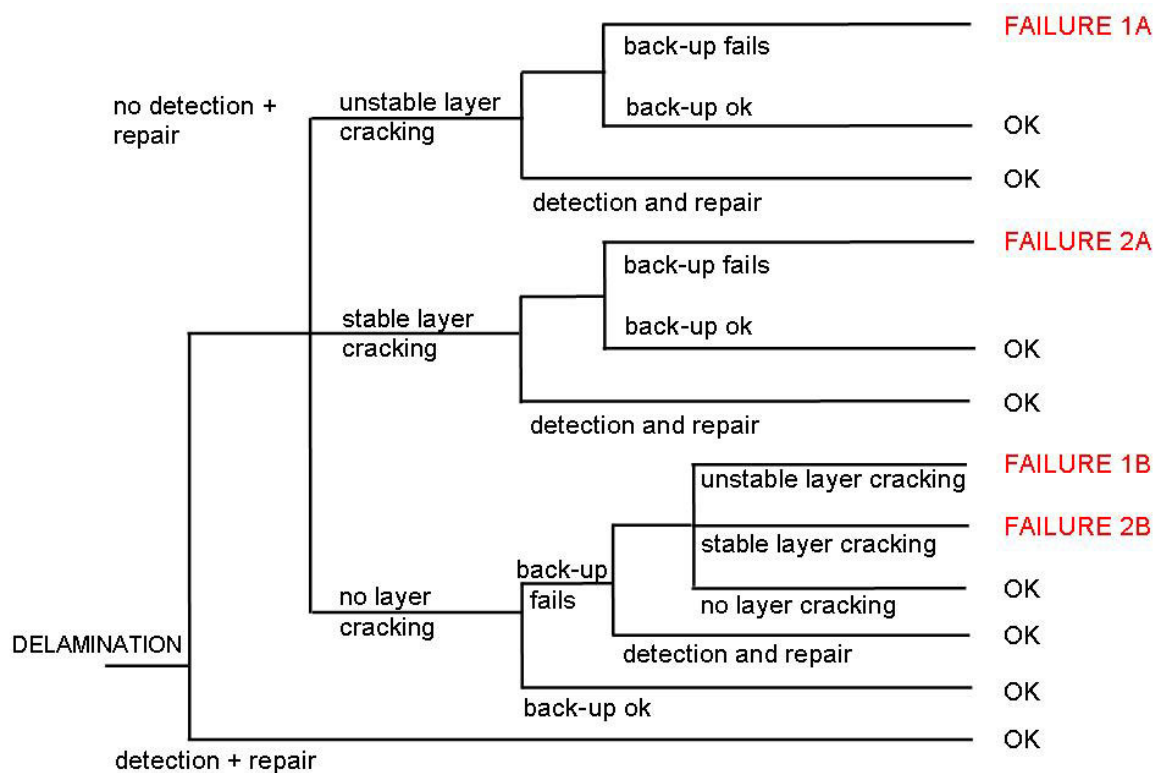 FAILURE 1A
back-up fails
no detection +
repair
unstable layer
cracking
back-up ok
OK
OK
detection and repair
FAILURE 2A
back-up fails
stable layer
cracking
back-up ok
OK
OK
detection and repair
FAILURE 1B
unstable layer cracking
FAILURE 2B
stable layer cracking
back-up
fails
OK
no layer cracking
no layer
cracking
OK
detection and repair
DELAMINATION
OK
back-up ok
OK
detection + repair